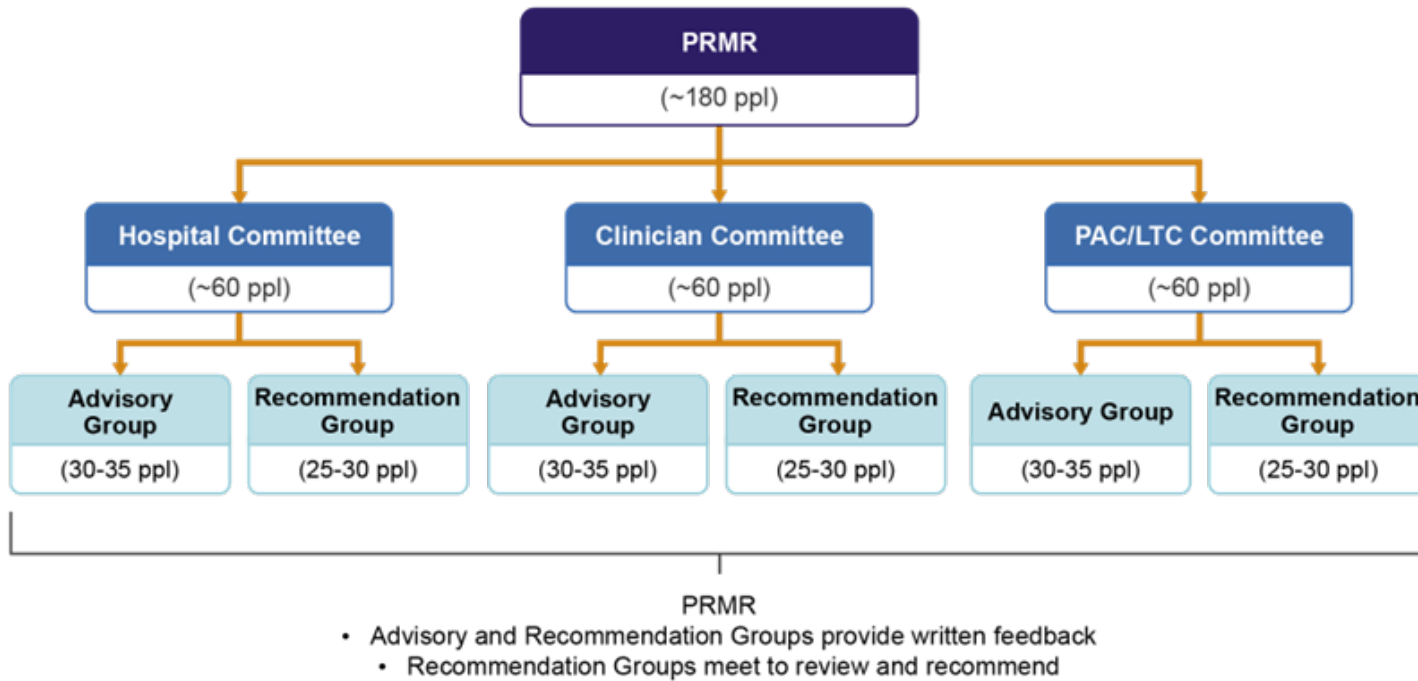 PRMR
(~180 ppl)
Hospital Committee
(~60 ppl)
Clinician Committee
(~60 ppl)
PAC/LTC Committee
(~60 ppl)
Advisory
Group
(30-35 ppl)
Recommendation
Group
(25-30 ppl)
Advisory
Group
(30-35 ppl)
Recommendation
Group
(25-30 ppl)
Advisory Group
(30-35 ppl)
Recommendation
Group
(25-30 ppl)
PRMR
• Advisory and Recommendation Groups provide written feedback
• Recommendation Groups meet to review and recommend